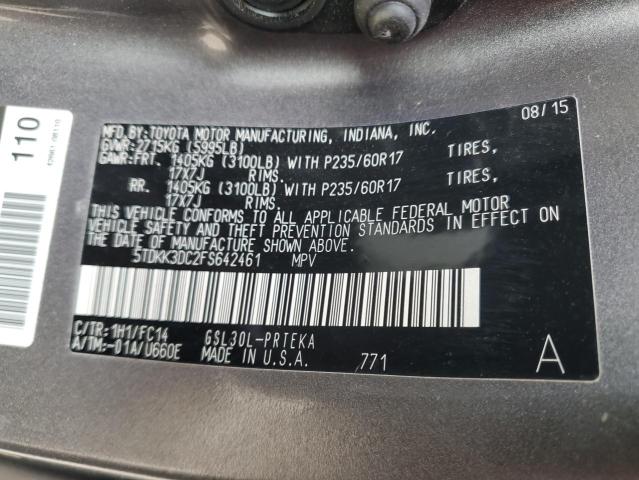 08/15
MFD.BY:TOYOTA MOTOR MANUFACTURING, INDIANA, INC.
GVWR:2715KG (5995LB)
GAWR:FRT. 1405KG (3100LB) WITH P235/60R17 TIRES,
17X7J RIMS.
RR. 1405KG (3100LB) WITH P235/60R17 TIRES,
17X7J RIMS.
THIS VEHICLE CONFORMS TO ALL APPLICABLE FEDERAL MOTOR
VEHICLE SAFETY AND THEFT PREVENTION STANDARDS IN EFFECT ON
THE DATE OF MANUFACTURE SHOWN ABOVE.
5TDKK3DC2FS642461 MPV
C/TR:1H1/FC14 GSL30L-PRTEKA
A/TM:-01A/U660E MADE IN U.S.A. 771 A
110